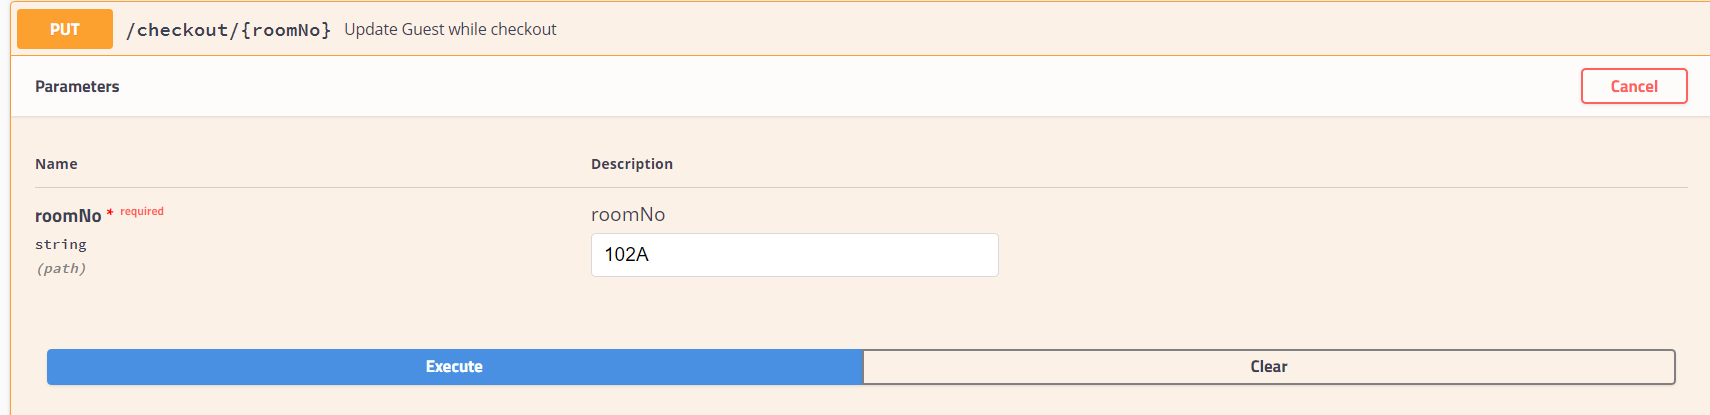 PUT /checkout/{roomNo} Update Guest while checkout
Parameters Cancel
Name Description
roomNo * required roomNo
string 102A
(path)
Execute Clear